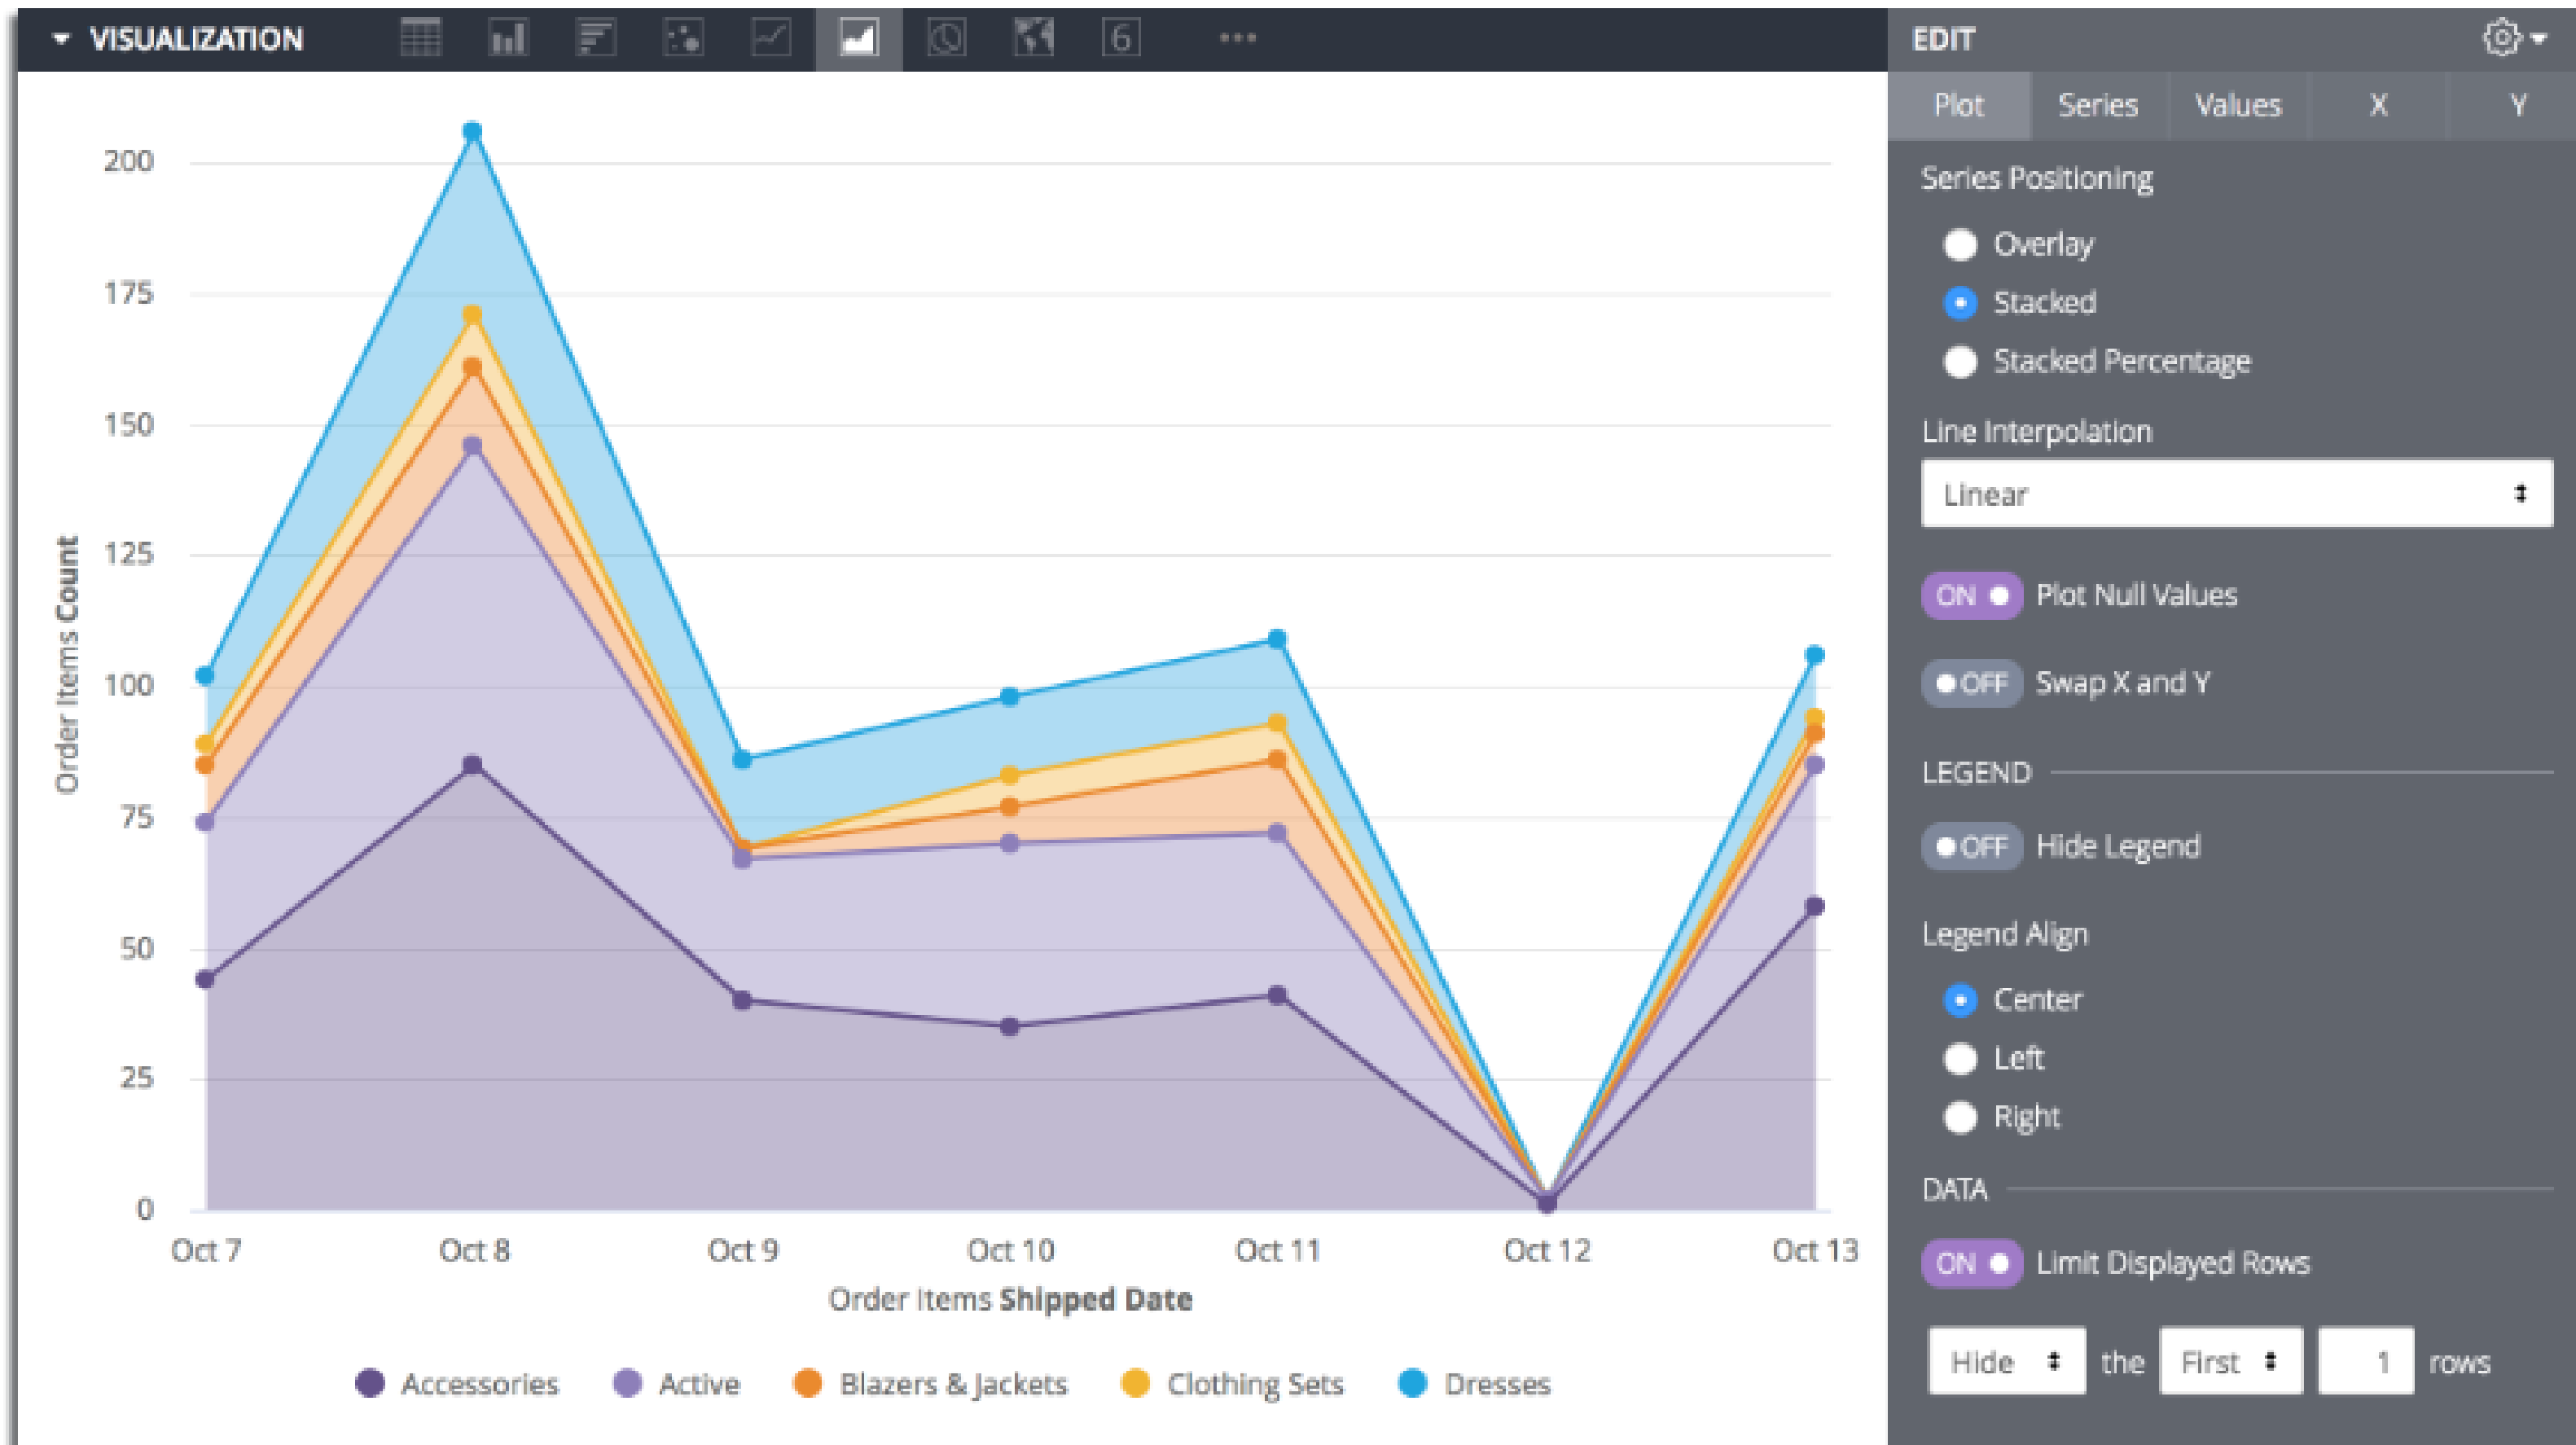 VISUALIZATION
6
EDIT
Plot Series Values X Y
200
175
150
125
100
75
50
25
0
Order Items Count
Oct 7 Oct 8 Oct 9 Oct 10 Oct 11 Oct 12 Oct 13
Order Items Shipped Date
Accessories Active Blazers & Jackets Clothing Sets Dresses
Series Positioning
Overlay
Stacked
Stacked Percentage
Line Interpolation
Linear
ON Plot Null Values
OFF Swap X and Y
LEGEND
OFF Hide Legend
Legend Align
Center
Left
Right
DATA
ON Limit Displayed Rows
Hide the First 1 rows